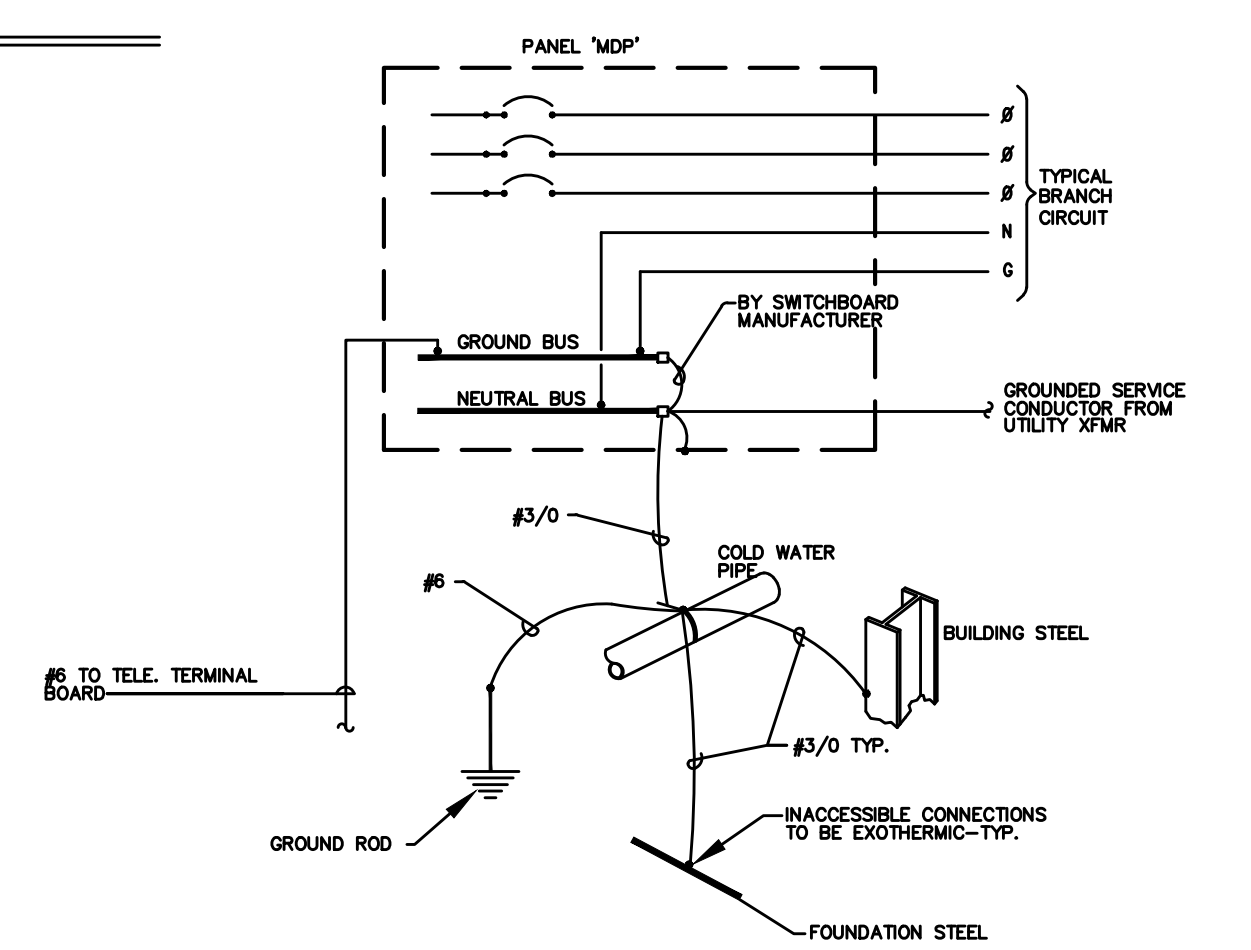 PANEL 'MDP'
Ø
Ø
Ø
N
G
TYPICAL
BRANCH
CIRCUIT
BY SWITCHBOARD
MANUFACTURER
GROUND BUS
NEUTRAL BUS
GROUNDED SERVICE
CONDUCTOR FROM
UTILITY XFMR
#3/0
COLD WATER
PIPE
#6
BUILDING STEEL
#6 TO TELE. TERMINAL
BOARD
#3/0 TYP.
INACCESSIBLE CONNECTIONS
TO BE EXOTHERMIC-TYP.
GROUND ROD
FOUNDATION STEEL